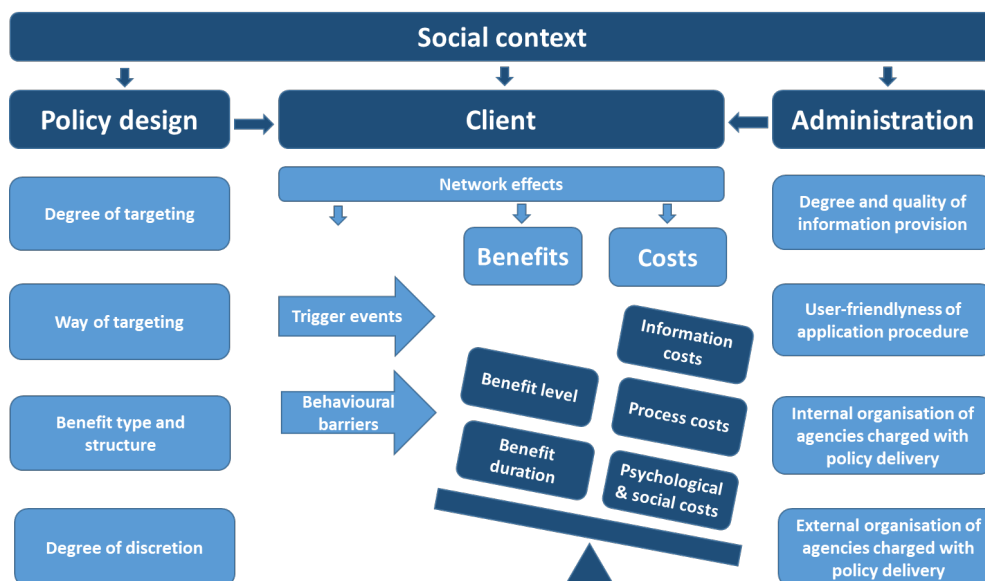 Social context
Policy design
Client
Administration
Network effects
Degree of targeting
Way of targeting
Benefit type and
structure
Degree of discretion
Trigger events
Behavioural
barriers
Benefits
Costs
Benefit level
Benefit
duration
Information
costs
Process costs
Psychological
& social costs
Degree and quality of
information provision
User-friendlyness of
application procedure
Internal organisation of
agencies charged with
policy delivery
External organisation of
agencies charged with
policy delivery